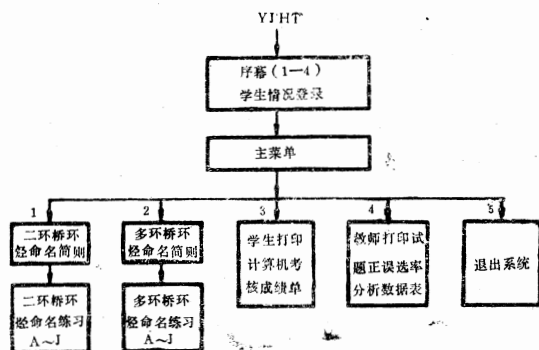 YJHT
序幕(1—4)
学生情况登录
主菜单
1
2
3
4
5
二环桥环
烃命名简则
多环桥环
烃命名简则
学生打印
计算机考
核成绩单
教师打印试
题正误选率
分析数据表
退出系统
二环桥环
烃命名练习
A~J
多环桥环
烃命名练习
A~J